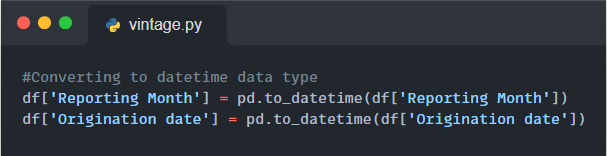 vintage.py
#Converting to datetime data type
df['Reporting Month'] = pd.to_datetime(df['Reporting Month'])
df['Origination date'] = pd.to_datetime(df['Origination date'])